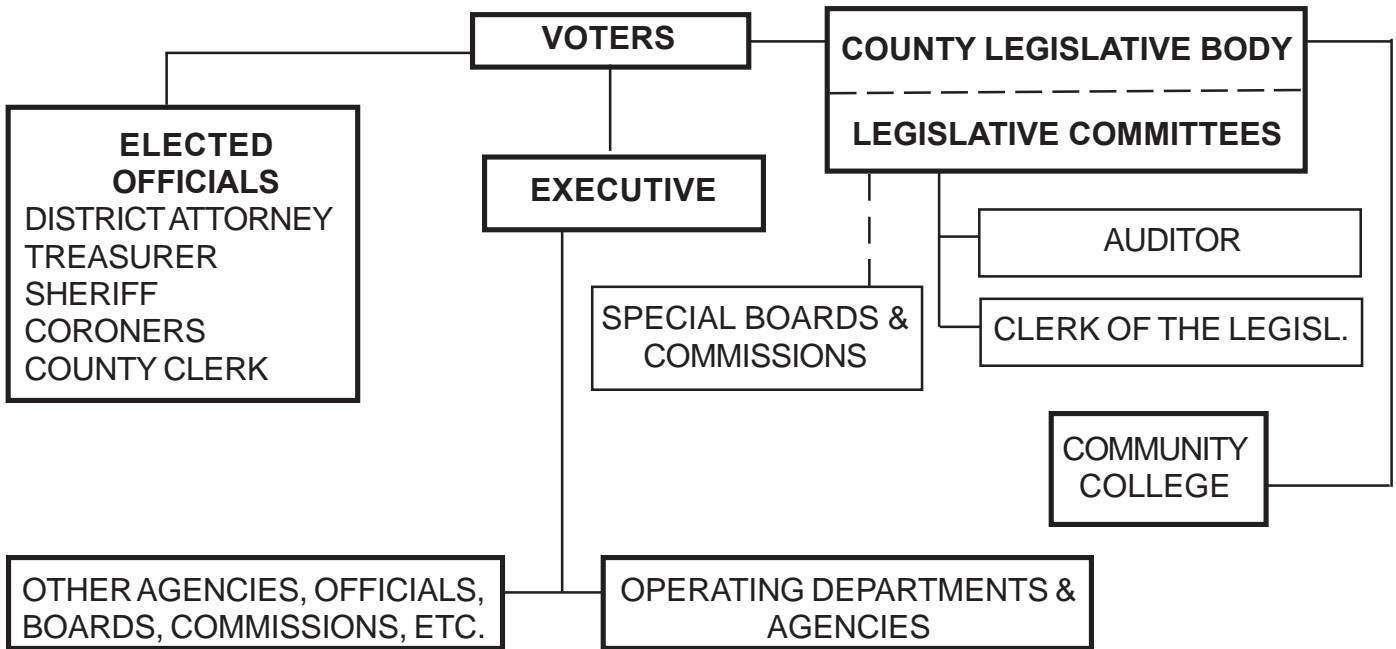 VOTERS
COUNTY LEGISLATIVE BODY
LEGISLATIVE COMMITTEES
ELECTED
OFFICIALS
DISTRICT ATTORNEY
TREASURER
SHERIFF
CORONERS
COUNTY CLERK
EXECUTIVE
AUDITOR
SPECIAL BOARDS &
COMMISSIONS
CLERK OF THE LEGISL.
COMMUNITY
COLLEGE
OTHER AGENCIES, OFFICIALS,
BOARDS, COMMISSIONS, ETC.
OPERATING DEPARTMENTS &
AGENCIES